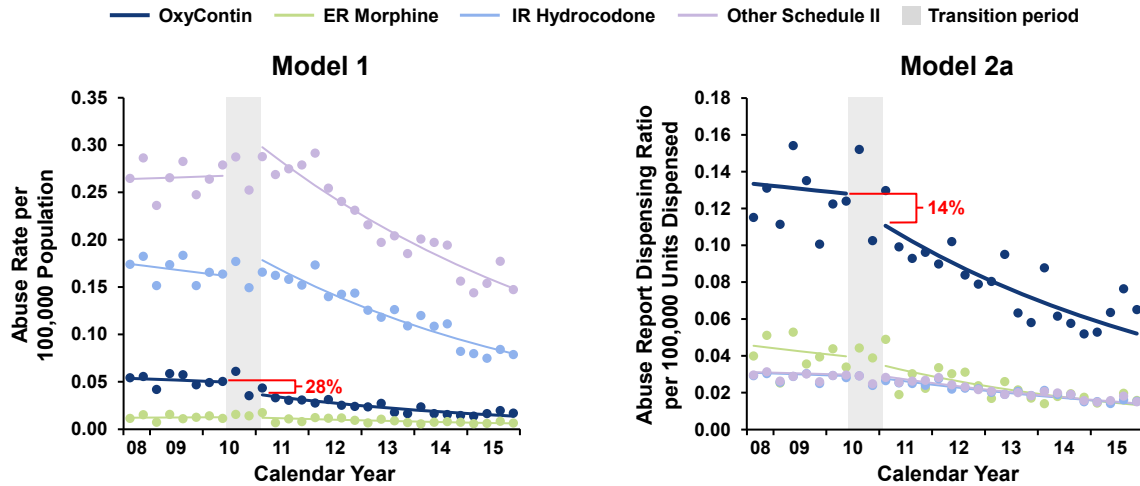 OxyContin ER Morphine IR Hydrocodone Other Schedule II Transition period
Model 1
Abuse Rate per
100,000 Population
0.35
0.30
0.25
0.20
0.15
0.10
0.05
0.00
28%
08 09 10 11 12 13 14 15
Calendar Year
Model 2a
Abuse Report Dispensing Ratio
per 100,000 Units Dispensed
0.18
0.16
0.14
0.12
0.10
0.08
0.06
0.04
0.02
0.00
14%
08 09 10 11 12 13 14 15
Calendar Year